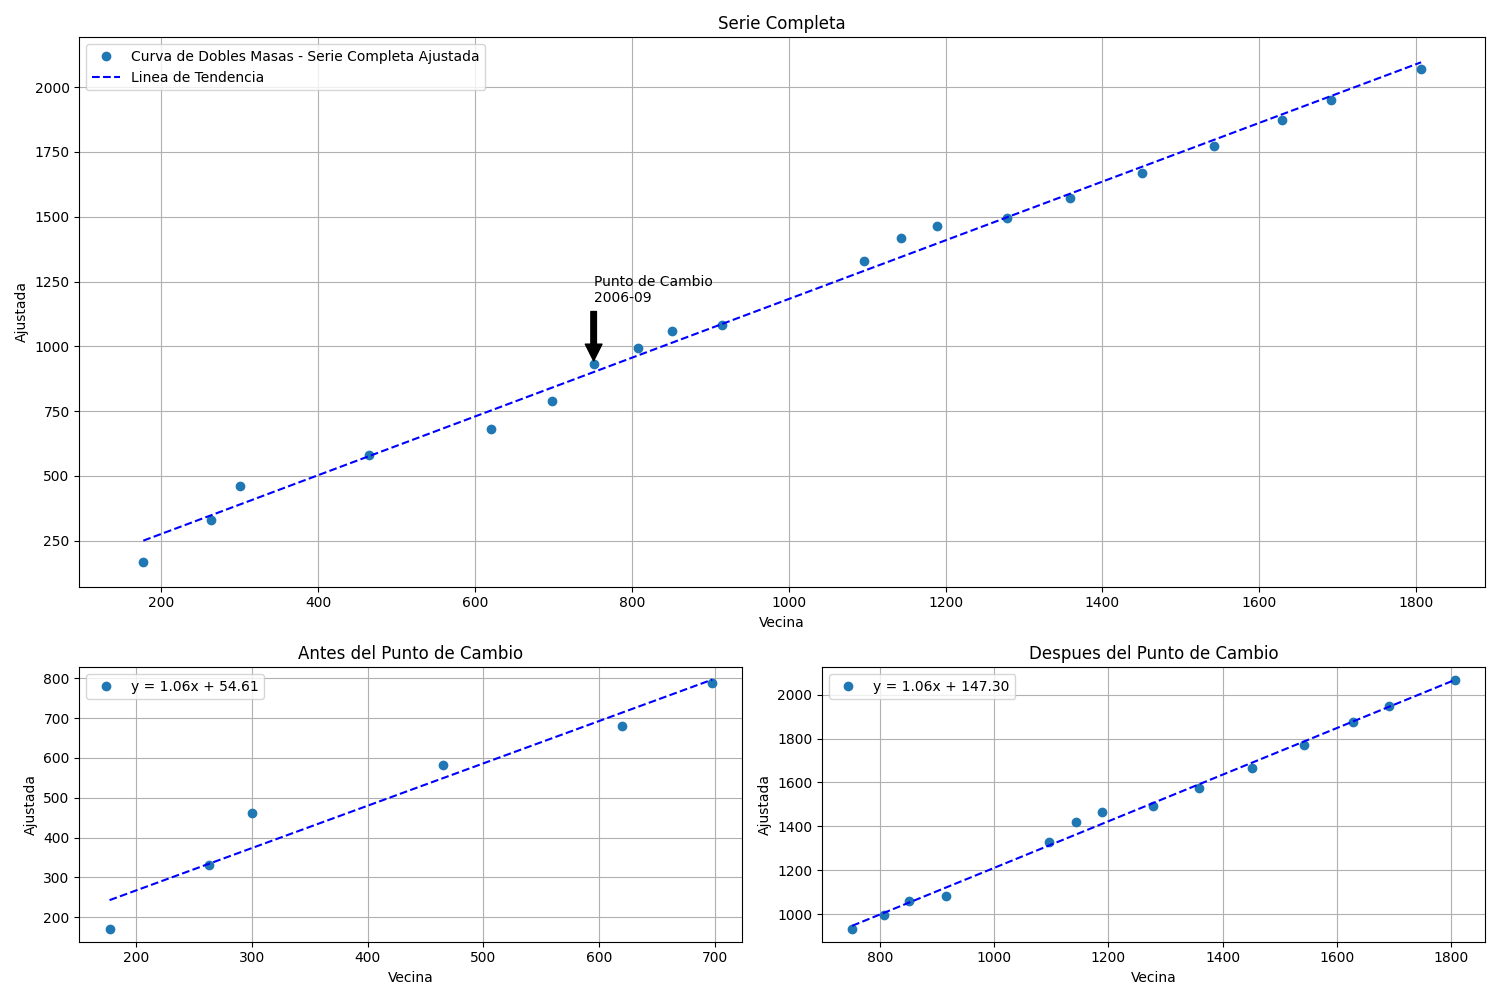 Serie Completa
Curva de Dobles Masas - Serie Completa Ajustada
Linea de Tendencia
2000
1750
1500
1250
1000
750
500
250
Ajustada
Punto de Cambio
2006-09
200 400 600 800 1000 1200 1400 1600 1800
Vecina
Antes del Punto de Cambio
y = 1.06x + 54.61
800
700
600
500
400
300
200
Ajustada
200 300 400 500 600 700
Vecina
Despues del Punto de Cambio
y = 1.06x + 147.30
2000
1800
1600
1400
1200
1000
Ajustada
800 1000 1200 1400 1600 1800
Vecina